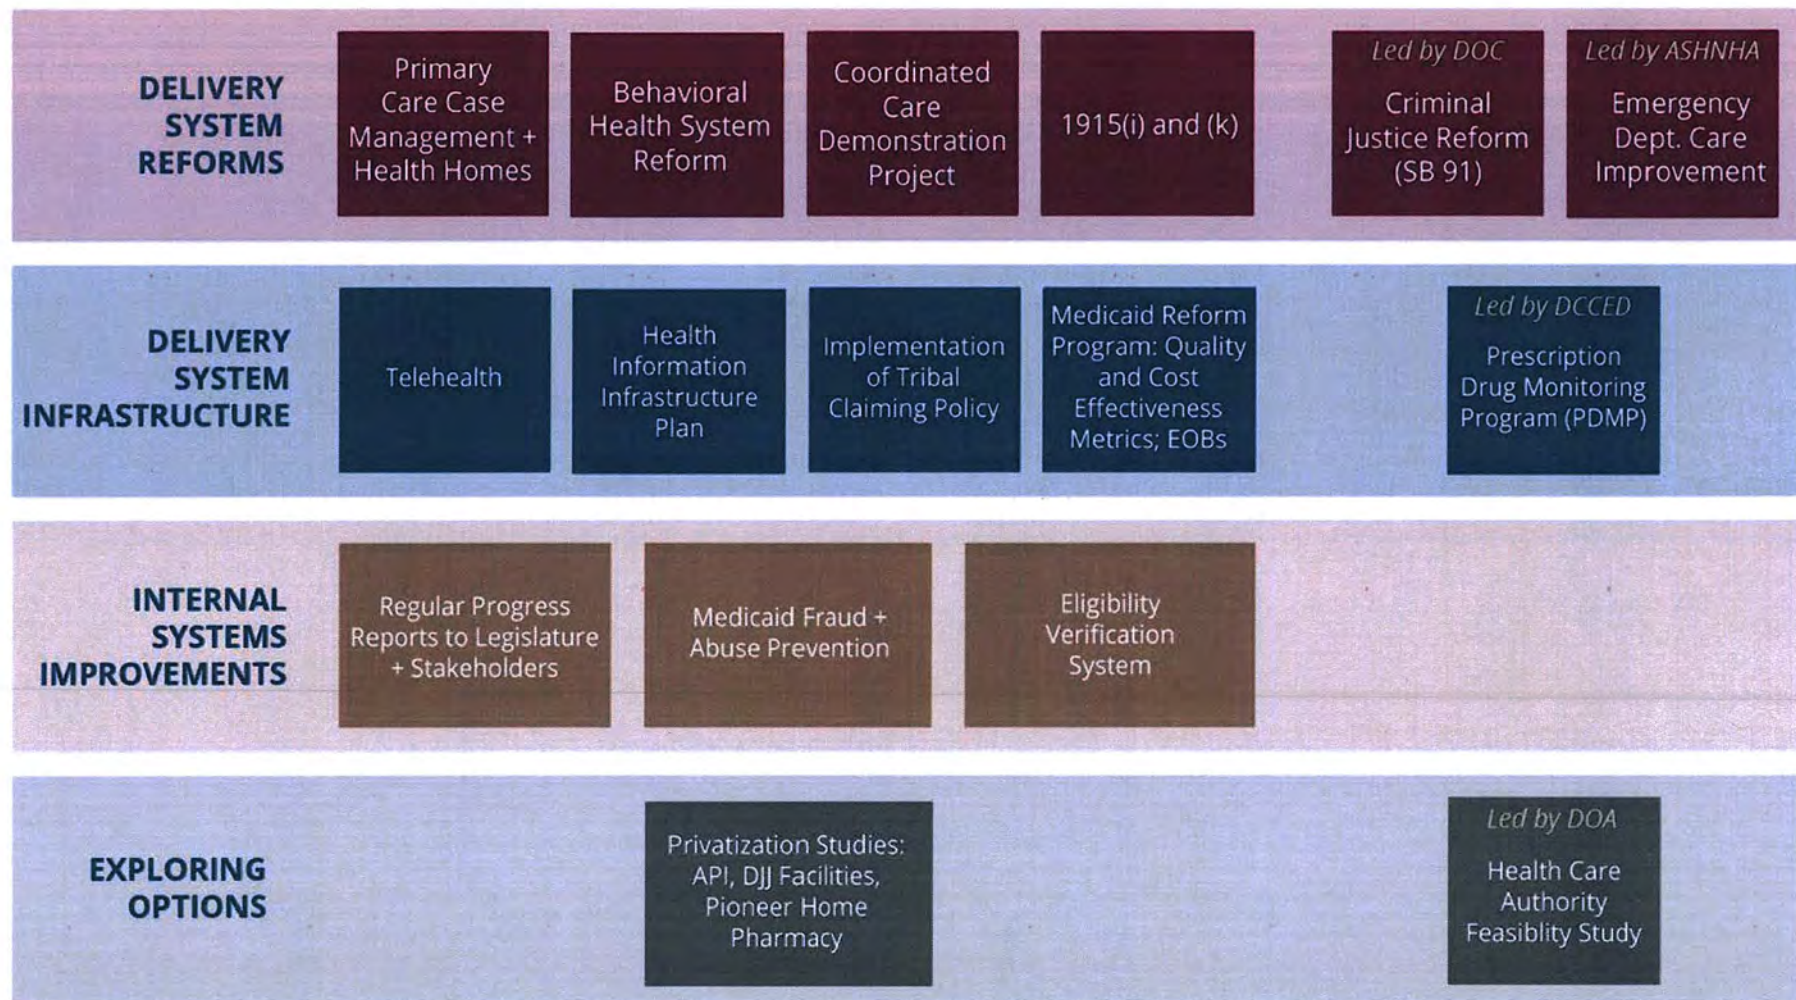 DELIVERY
SYSTEM
REFORMS
Primary
Care Case
Management +
Health Homes
Behavioral
Health System
Reform
Coordinated
Care
Demonstration
Project
1915(i) and (k)
Led by DOC
Criminal
Justice Reform
(SB 91)
Led by ASHNHA
Emergency
Dept. Care
Improvement
DELIVERY
SYSTEM
INFRASTRUCTURE
Telehealth
Health
Information
Infrastructure
Plan
Implementation
of Tribal
Claiming Policy
Medicaid Reform
Program: Quality
and Cost
Effectiveness
Metrics; EOBs
Led by DCCED
Prescription
Drug Monitoring
Program (PDMP)
INTERNAL
SYSTEMS
IMPROVEMENTS
Regular Progress
Reports to Legislature
+ Stakeholders
Medicaid Fraud +
Abuse Prevention
Eligibility
Verification
System
EXPLORING
OPTIONS
Privatization Studies:
API, DJJ Facilities,
Pioneer Home
Pharmacy
Led by DOA
Health Care
Authority
Feasiblity Study